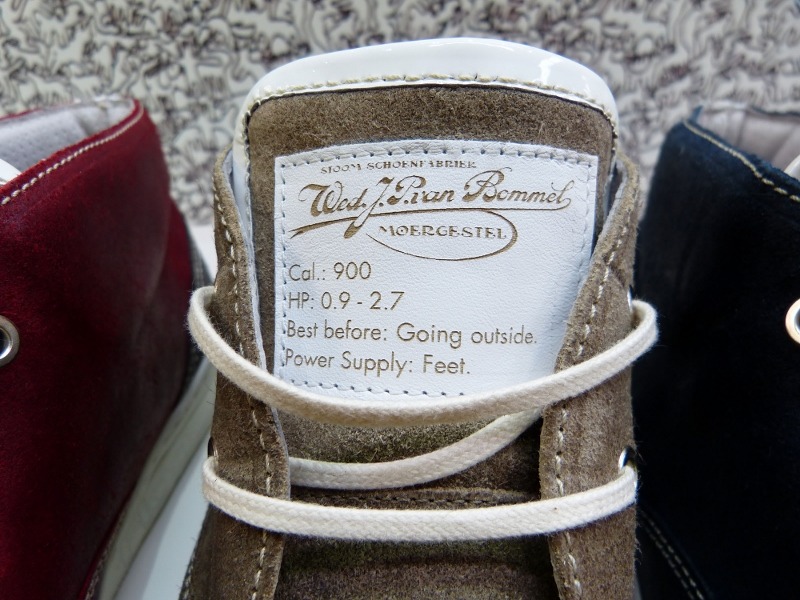 STOOM SCHOENFABRIEK
Wed. J. P. van Bommel
MOERGESTEL
Cal.: 900
HP: 0.9 - 2.7
Best before: Going outside.
Power Supply: Feet.